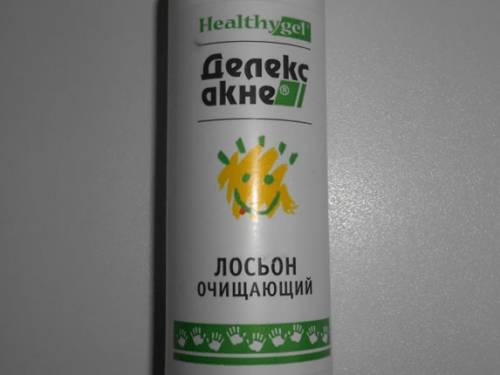 Healthygel
Делекс
акне®
ЛОСЬОН
ОЧИЩАЮЩИЙ